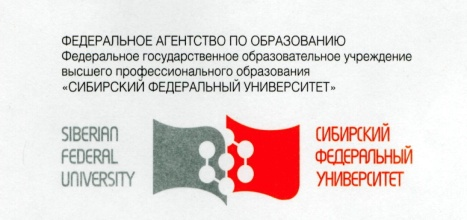 ФЕДЕРАЛЬНОЕ АГЕНТСТВО ПО ОБРАЗОВАНИЮ
Федеральное государственное образовательное учреждение
высшего профессионального образования
«СИБИРСКИЙ ФЕДЕРАЛЬНЫЙ УНИВЕРСИТЕТ»
SIBERIAN
FEDERAL
UNIVERSITY
СИБИРСКИЙ
ФЕДЕРАЛЬНЫЙ
УНИВЕРСИТЕТ